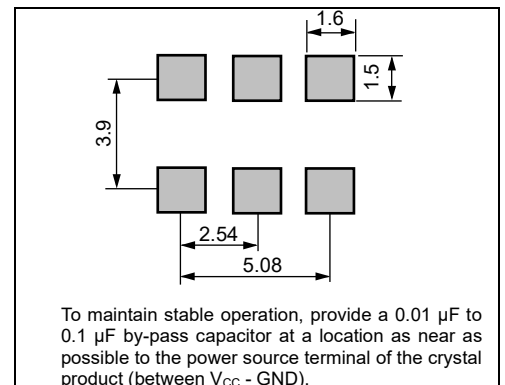 1.6
1.5
3.9
2.54
5.08
To maintain stable operation, provide a 0.01 µF to
0.1 µF by-pass capacitor at a location as near as
possible to the power source terminal of the crystal
product (between VCC - GND).